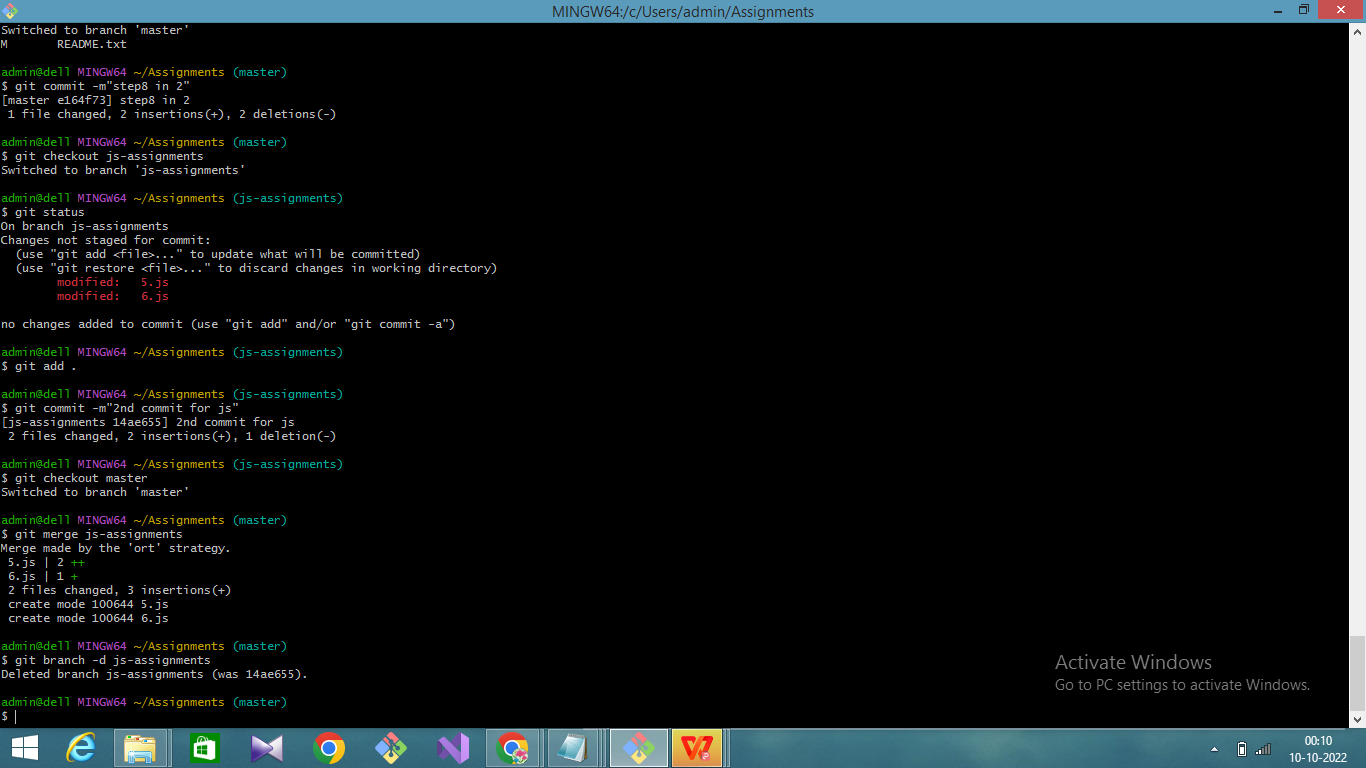 MINGW64:/c/Users/admin/Assignments
Switched to branch 'master'
M       README.txt
admin@dell MINGW64 ~/Assignments (master)
$ git commit -m"step8 in 2"
[master e164f73] step8 in 2
 1 file changed, 2 insertions(+), 2 deletions(-)
admin@dell MINGW64 ~/Assignments (master)
$ git checkout js-assignments
Switched to branch 'js-assignments'
admin@dell MINGW64 ~/Assignments (js-assignments)
$ git status
On branch js-assignments
Changes not staged for commit:
  (use "git add <file>..." to update what will be committed)
  (use "git restore <file>..." to discard changes in working directory)
        modified:   5.js
        modified:   6.js
no changes added to commit (use "git add" and/or "git commit -a")
admin@dell MINGW64 ~/Assignments (js-assignments)
$ git add .
admin@dell MINGW64 ~/Assignments (js-assignments)
$ git commit -m"2nd commit for js"
[js-assignments 14ae655] 2nd commit for js
 2 files changed, 2 insertions(+), 1 deletion(-)
admin@dell MINGW64 ~/Assignments (js-assignments)
$ git checkout master
Switched to branch 'master'
admin@dell MINGW64 ~/Assignments (master)
$ git merge js-assignments
Merge made by the 'ort' strategy.
 5.js | 2 ++
 6.js | 1 +
 2 files changed, 3 insertions(+)
 create mode 100644 5.js
 create mode 100644 6.js
admin@dell MINGW64 ~/Assignments (master)
$ git branch -d js-assignments
Deleted branch js-assignments (was 14ae655).
admin@dell MINGW64 ~/Assignments (master)
$
Activate Windows
Go to PC settings to activate Windows.
00:10
10-10-2022